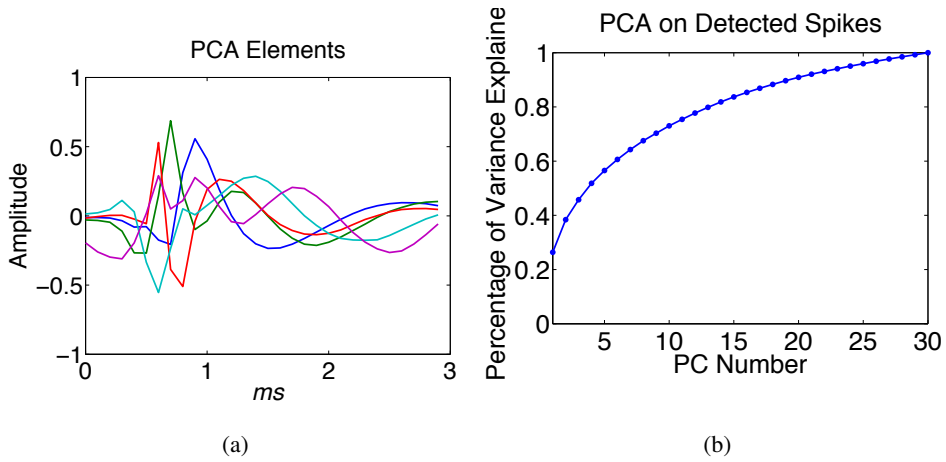 PCA Elements
1
0.5
0
−0.5
−1
Amplitude
0 1 2 3
ms
(a)
PCA on Detected Spikes
1
0.8
0.6
0.4
0.2
0
Percentage of Variance Explaine
5 10 15 20 25 30
PC Number
(b)